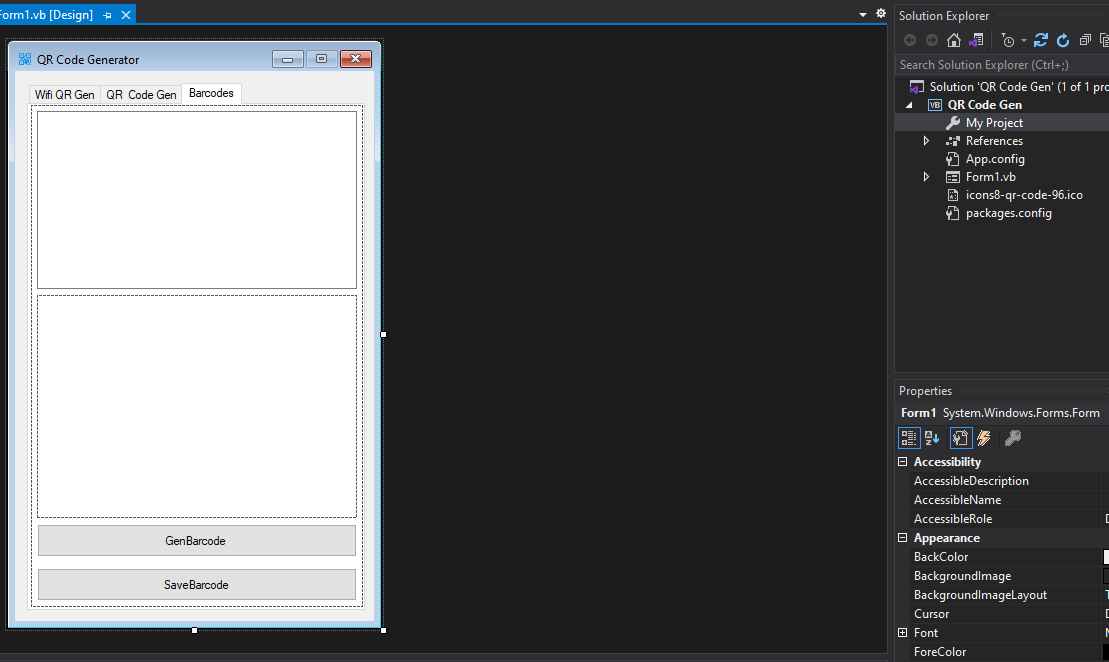 Form1.vb [Design]
QR Code Generator
Wifi QR Gen
QR Code Gen
Barcodes
GenBarcode
SaveBarcode
Solution Explorer
Search Solution Explorer (Ctrl+;)
Solution 'QR Code Gen' (1 of 1 pro
VB QR Code Gen
My Project
References
App.config
Form1.vb
icons8-qr-code-96.ico
packages.config
Properties
Form1 System.Windows.Forms.Form
Accessibility
AccessibleDescription
AccessibleName
AccessibleRole
Appearance
BackColor
BackgroundImage
BackgroundImageLayout
Cursor
Font
ForeColor